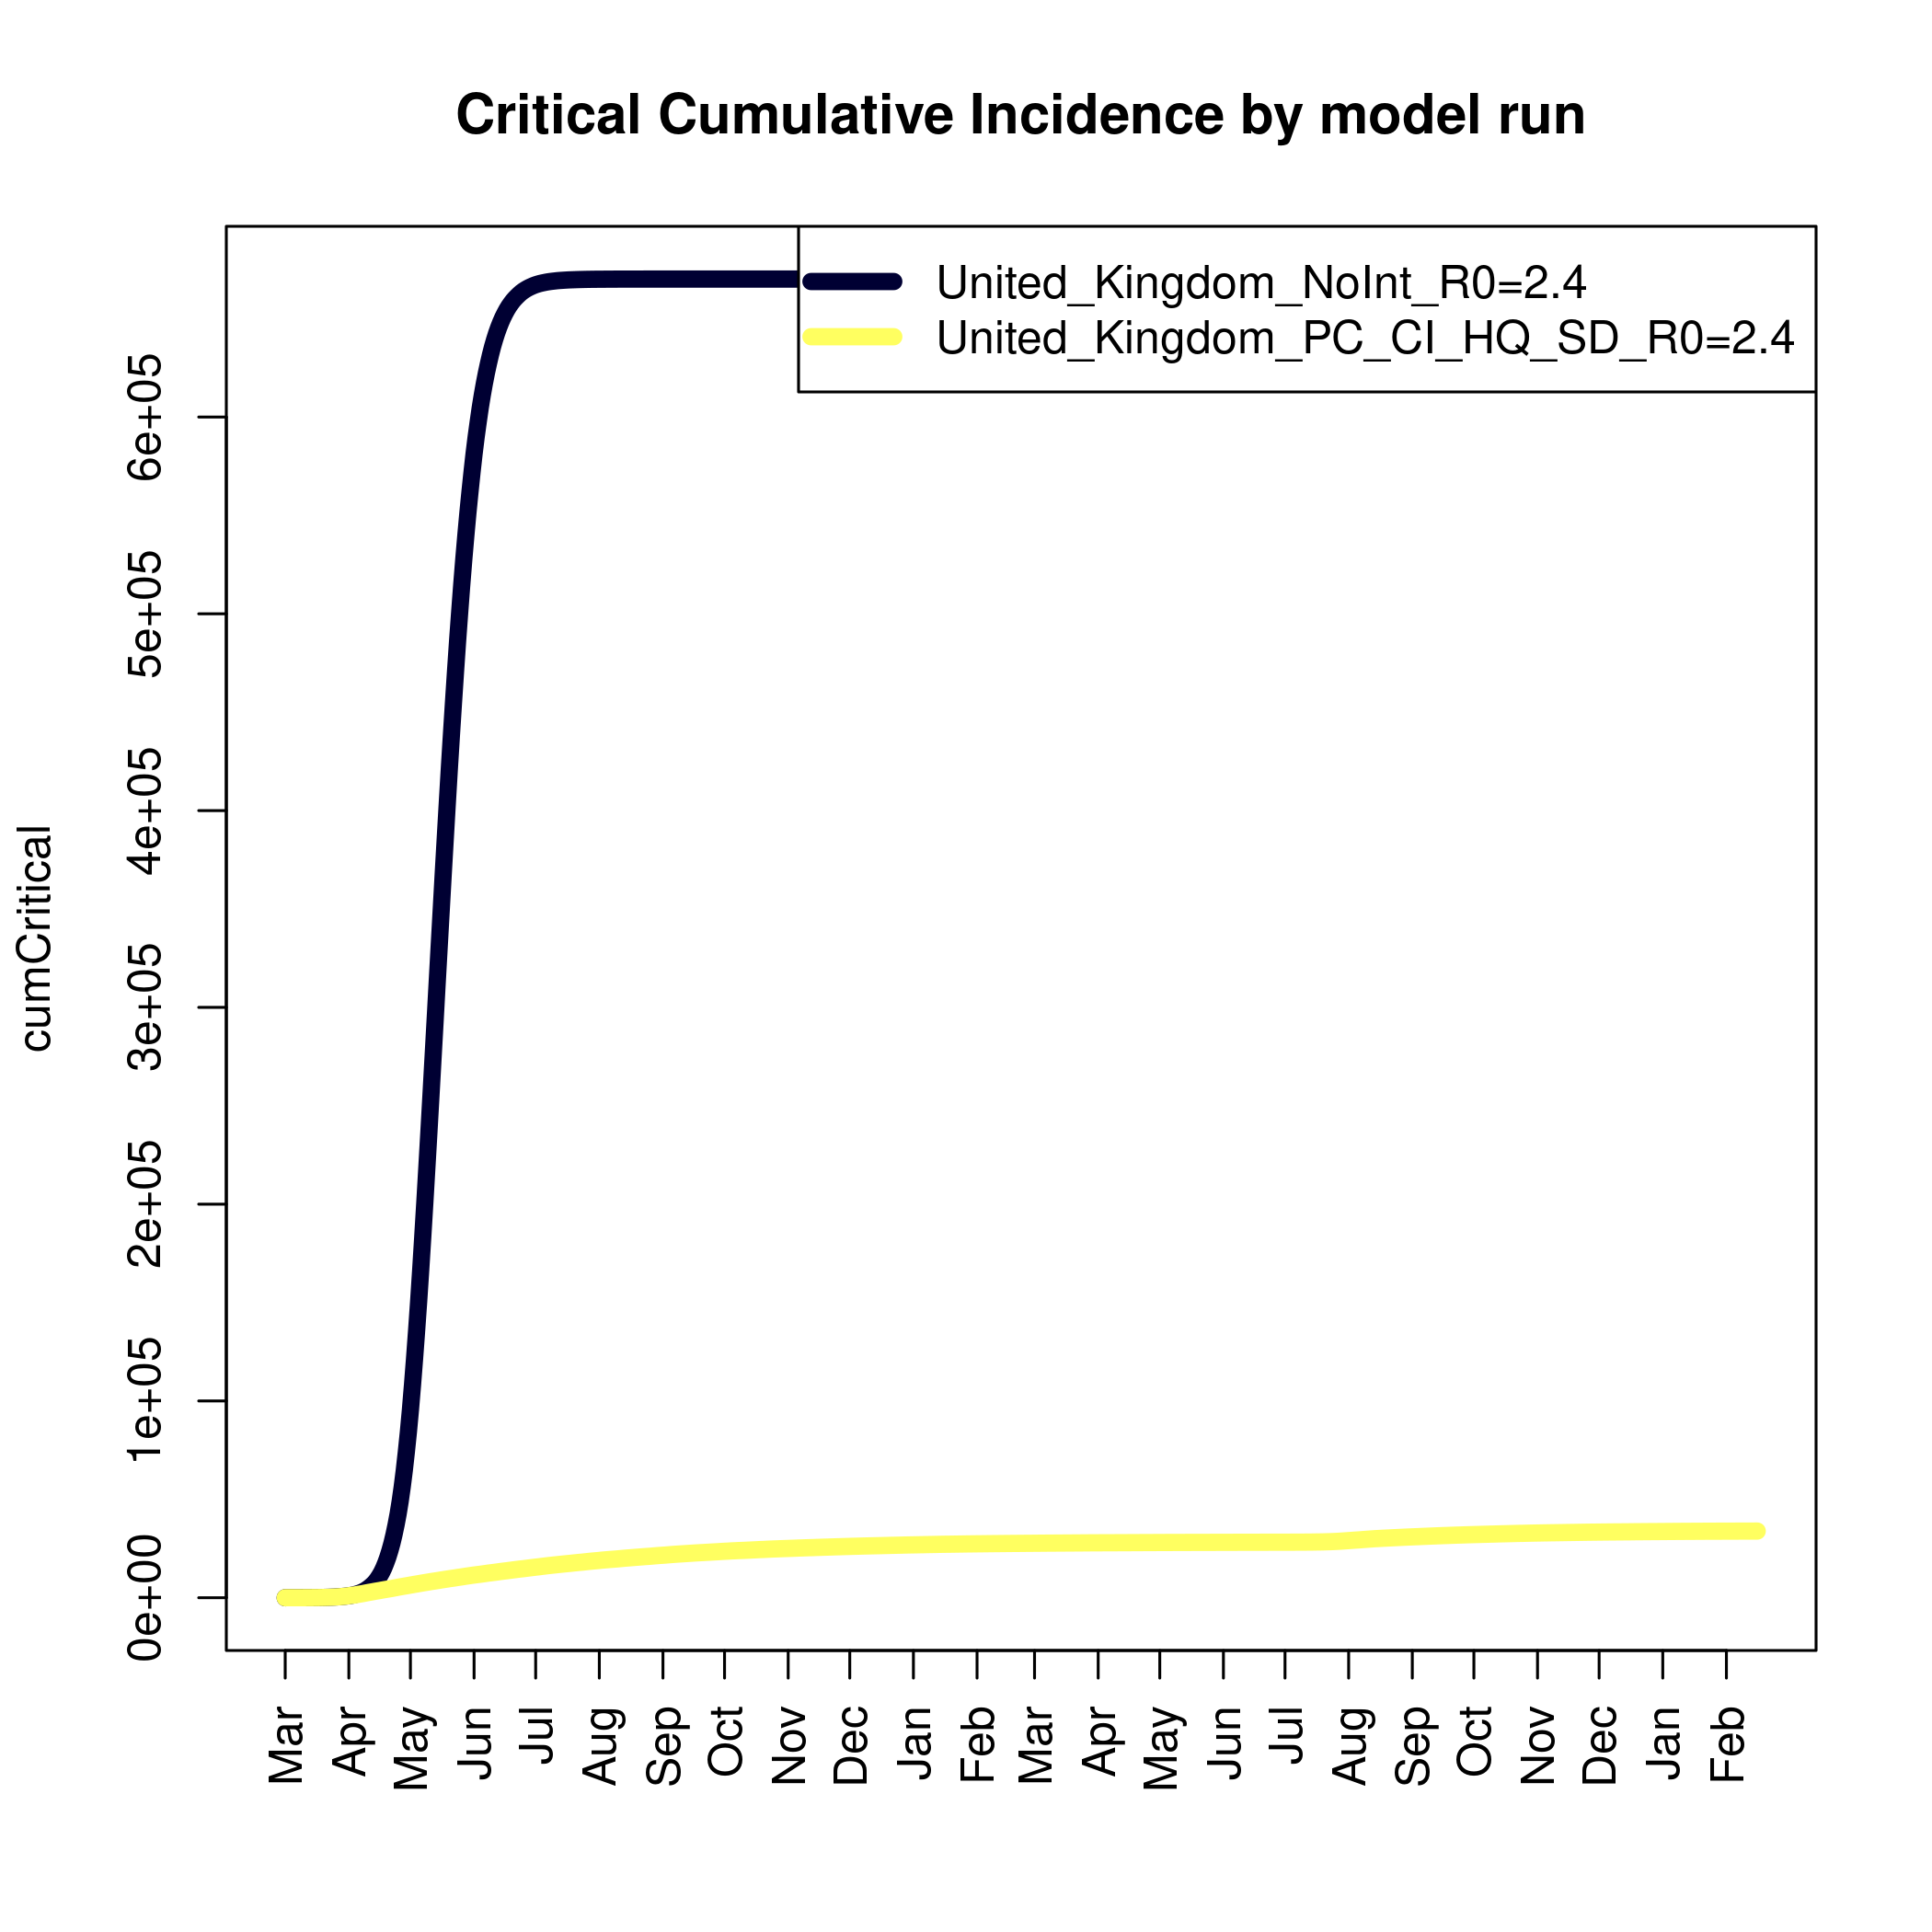 Critical Cumulative Incidence by model run
United_Kingdom_NoInt_R0=2.4
United_Kingdom_PC_CI_HQ_SD_R0=2.4
cumCritical
6e+05
5e+05
4e+05
3e+05
2e+05
1e+05
0e+00
Mar Apr May Jun Jul Aug Sep Oct Nov Dec Jan Feb Mar Apr May Jun Jul Aug Sep Oct Nov Dec Jan Feb